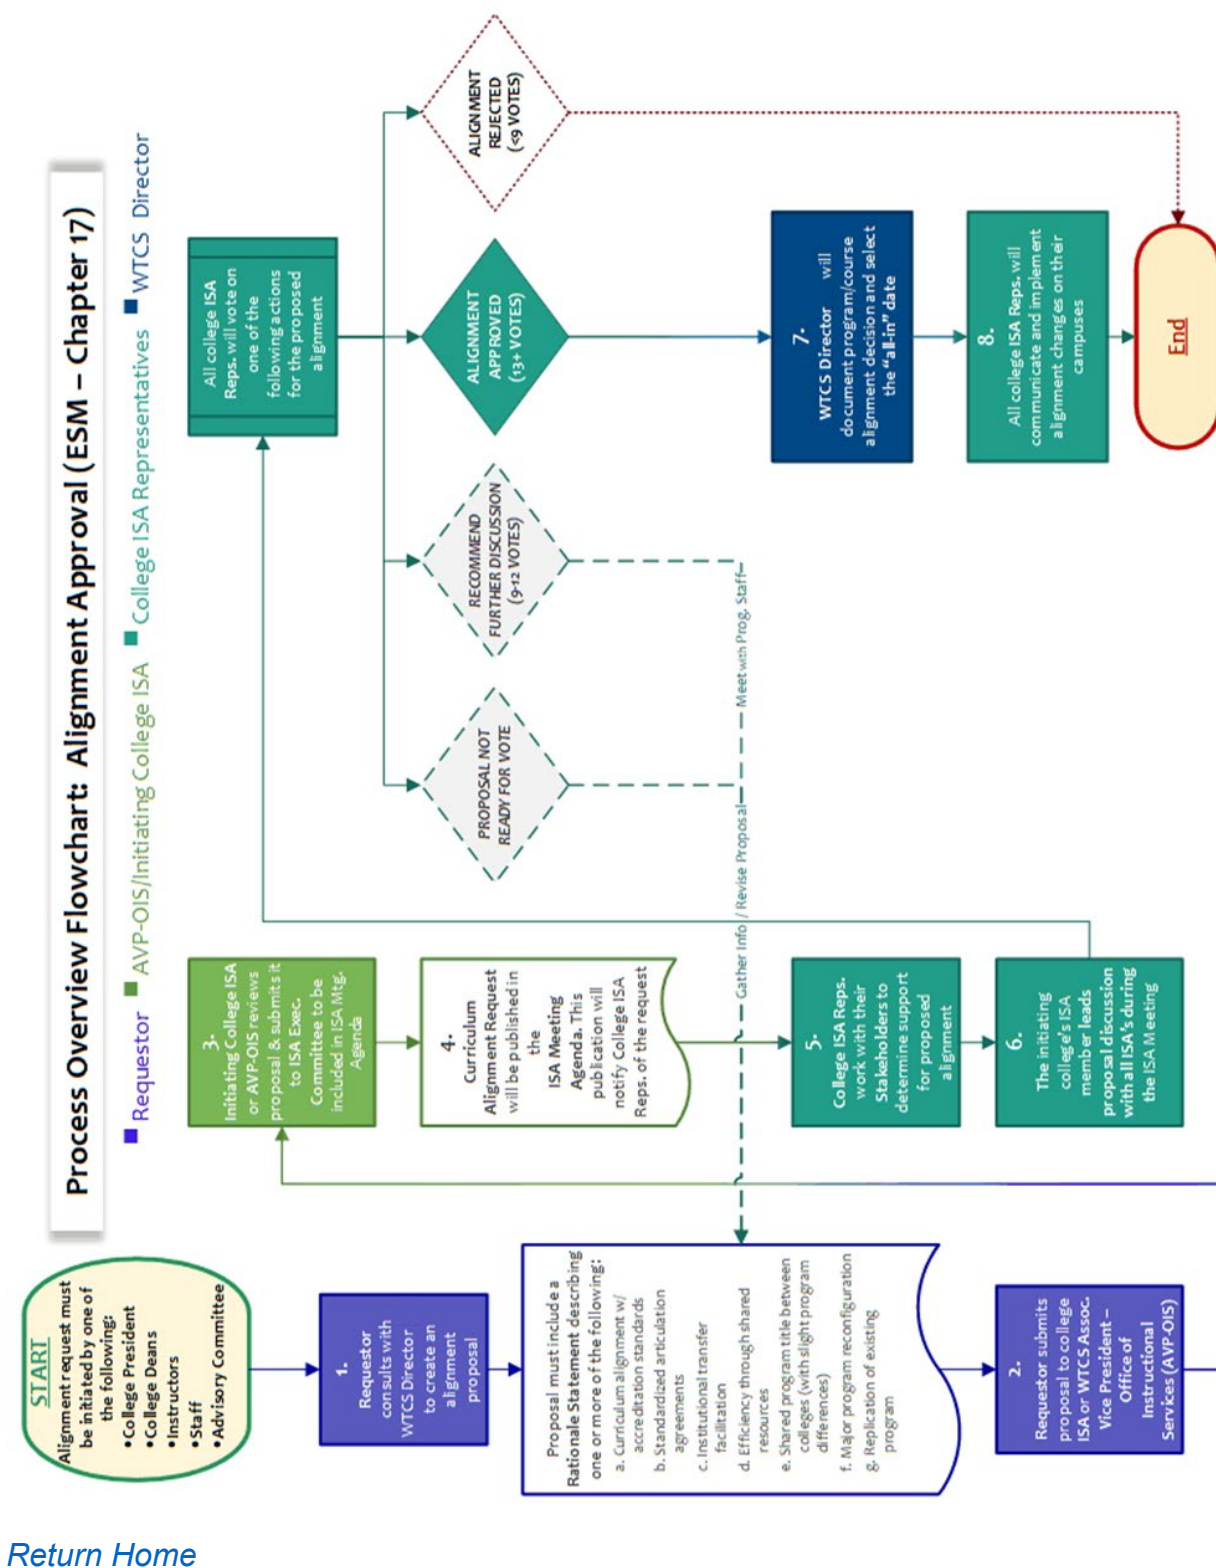 Process Overview Flowchart: Alignment Approval (ESM – Chapter 17)
Requestor
AVP-OIS/Initiating College ISA
College ISA Representatives
WTCS Director
START
Alignment request must
be initiated by one of
the following:
•College President
•College Deans
•Instructors
•Staff
•Advisory Committee
1.
Requestor
consults with
WTCS Director
to create an
alignment
proposal
Proposal must include a
Rationale Statement describing
one or more of the following:
a. Curriculum alignment w/
accreditation standards
b. Standardized articulation
agreements
c. Institutional transfer
facilitation
d. Efficiency through shared
resources
e. Shared program title between
colleges (with slight program
differences)
f. Major program reconfiguration
g. Replication of existing
program
2.
Requestor submits
proposal to college
ISA or WTCS Assoc.
Vice President –
Office of
Instructional
Services (AVP-OIS)
3.
Initiating College ISA
or AVP-OIS reviews
proposal & submits it
to ISA Exec.
Committee to be
included in ISA Mtg.
Agenda
4.
Curriculum
Alignment Request
will be published in
the
ISA Meeting
Agenda. This
publication will
notify College ISA
Reps. of the request
5.
College ISA Reps.
work with their
Stakeholders to
determine support
for proposed
alignment
6.
The initiating
college's ISA
member leads
proposal discussion
with all ISA's during
the ISA Meeting
All college ISA
Reps. will vote on
one of the
following actions
for the proposed
alignment
PROPOSAL NOT
READY FOR VOTE
RECOMMEND
FURTHER DISCUSSION
(9-12 VOTES)
ALIGNMENT
APPROVED
(13+ VOTES)
ALIGNMENT
REJECTED
(<9 VOTES)
Gather Info / Revise Proposal
Meet with Prog. Staff
7.
WTCS Director will
document program/course
alignment decision and select
the “all-in” date
8.
All college ISA Reps. will
communicate and implement
alignment changes on their
campuses
End
Return Home